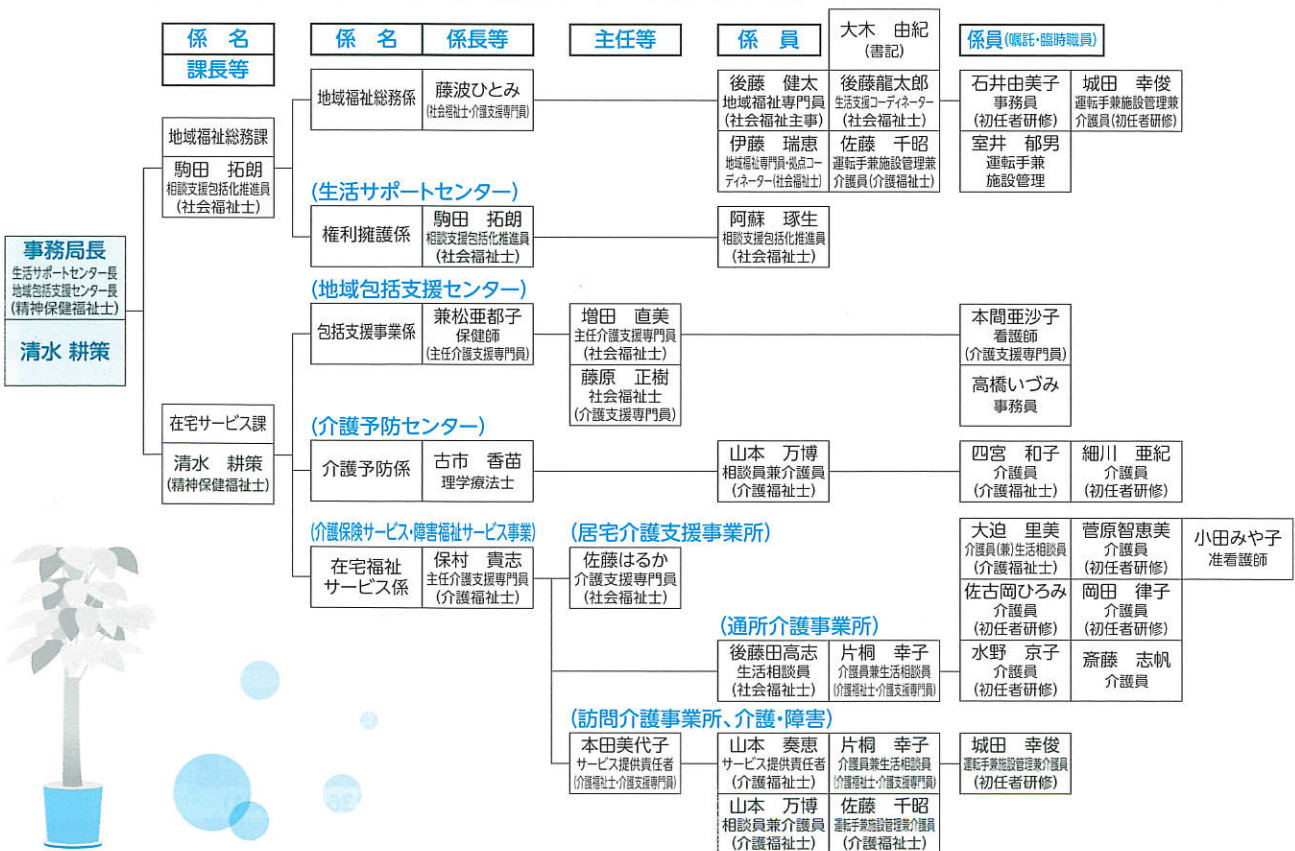 係 名
課長等
係 名
係長等
主任等
係 員
大木 由紀
(書記)
係員(嘱託・臨時職員)
事務局長
生活サポートセンター長
地域包括支援センター長
(精神保健福祉士)
清水 耕策
地域福祉総務課
駒田 拓朗
相談支援包括化推進員
(社会福祉士)
地域福祉総務係
藤波ひとみ
(社会福祉士・介護支援専門員)
後藤 健太
地域福祉専門員
(社会福祉主事)
後藤龍太郎
生活支援コーディネーター
(社会福祉士)
伊藤 瑞恵
地域福祉専門員・拠点コー
ディネーター(社会福祉士)
佐藤 千昭
運転手兼施設管理兼
介護員(介護福祉士)
石井由美子
事務員
(初任者研修)
城田 幸俊
運転手兼施設管理兼
介護員(初任者研修)
室井 郁男
運転手兼
施設管理
(生活サポートセンター)
権利擁護係
駒田 拓朗
相談支援包括化推進員
(社会福祉士)
阿蘇 琢生
相談支援包括化推進員
(社会福祉士)
在宅サービス課
清水 耕策
(精神保健福祉士)
(地域包括支援センター)
包括支援事業係
兼松亜都子
保健師
(主任介護支援専門員)
増田 直美
主任介護支援専門員
(社会福祉士)
藤原 正樹
社会福祉士
(介護支援専門員)
本間亜沙子
看護師
(介護支援専門員)
高橋いづみ
事務員
(介護予防センター)
介護予防係
古市 香苗
理学療法士
山本 万博
相談員兼介護員
(介護福祉士)
四宮 和子
介護員
(介護福祉士)
細川 亜紀
介護員
(初任者研修)
(介護保険サービス・障害福祉サービス事業)
在宅福祉
サービス係
保村 貴志
主任介護支援専門員
(介護福祉士)
(居宅介護支援事業所)
佐藤はるか
介護支援専門員
(社会福祉士)
(通所介護事業所)
後藤田高志
生活相談員
(社会福祉士)
片桐 幸子
介護員兼生活相談員
(介護福祉士・介護支援専門員)
大迫 里美
介護員(兼)生活相談員
(介護福祉士)
菅原智恵美
介護員
(初任者研修)
小田みや子
准看護師
佐古岡ひろみ
介護員
(初任者研修)
岡田 律子
介護員
(初任者研修)
水野 京子
介護員
(初任者研修)
斎藤 志帆
介護員
(訪問介護事業所、介護・障害)
本田美代子
サービス提供責任者
(介護福祉士・介護支援専門員)
山本 奏恵
サービス提供責任者
(介護福祉士)
片桐 幸子
介護員兼生活相談員
(介護福祉士・介護支援専門員)
城田 幸俊
運転手兼施設管理兼介護員
(初任者研修)
山本 万博
相談員兼介護員
(介護福祉士)
佐藤 千昭
運転手兼施設管理兼介護員
(介護福祉士)